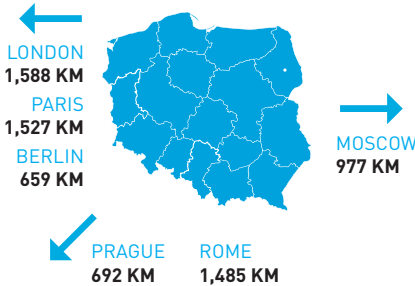 LONDON
1,588 KM
PARIS
1,527 KM
BERLIN
659 KM
MOSCOW
977 KM
PRAGUE
692 KM
ROME
1,485 KM